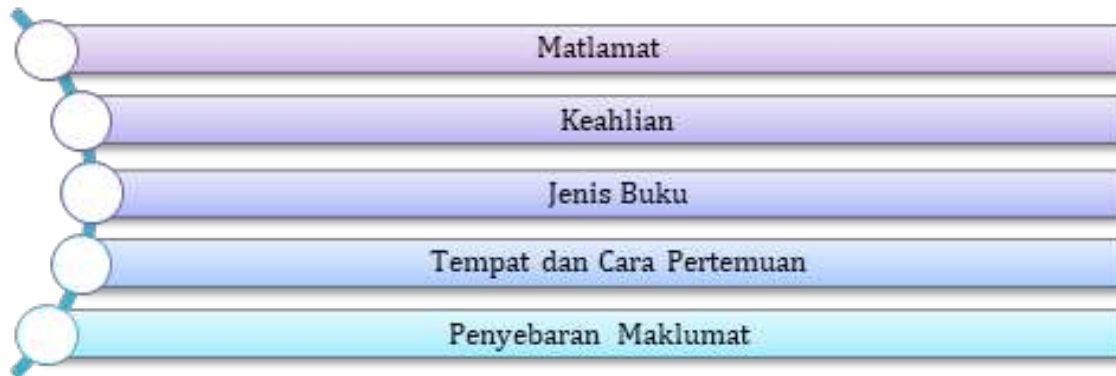 Matlamat
Keahlian
Jenis Buku
Tempat dan Cara Pertemuan
Penyebaran Maklumat